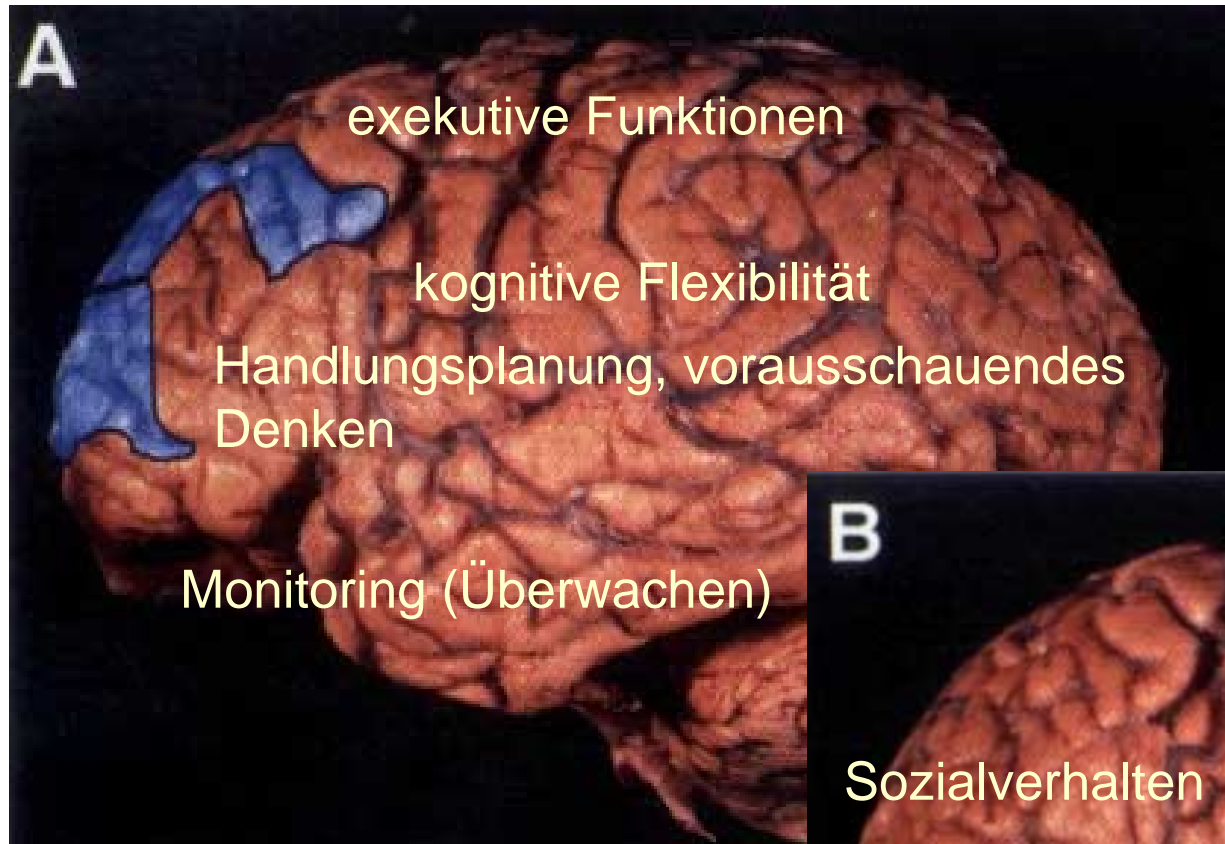 A
exekutive Funktionen
kognitive Flexibilität
Handlungsplanung, vorausschauendes
Denken
Monitoring (Überwachen)
B
Sozialverhalten